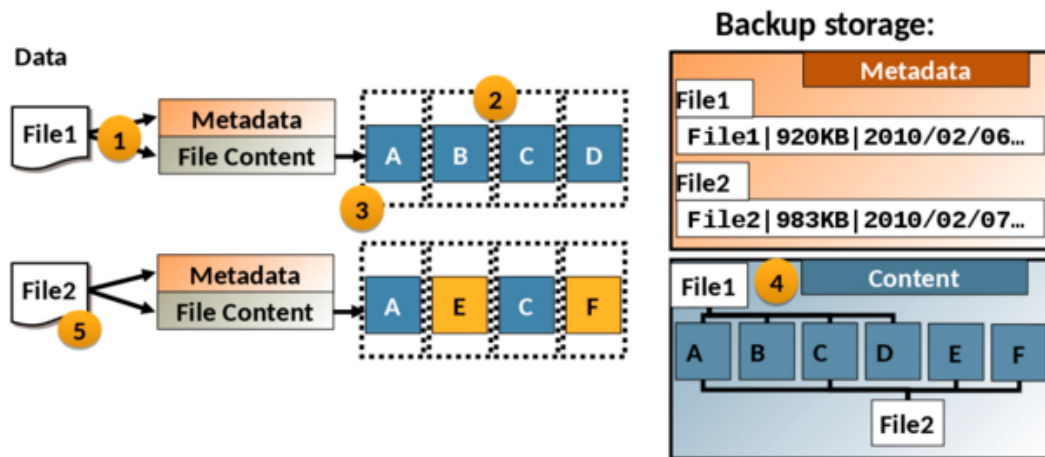 Backup storage:
Data
File1
1
Metadata
File Content
2
A
B
C
D
3
File2
5
Metadata
File Content
A
E
C
F
Metadata
File1
File1|920KB|2010/02/06…
File2
File2|983KB|2010/02/07…
File1
4
Content
A
B
C
D
E
F
File2